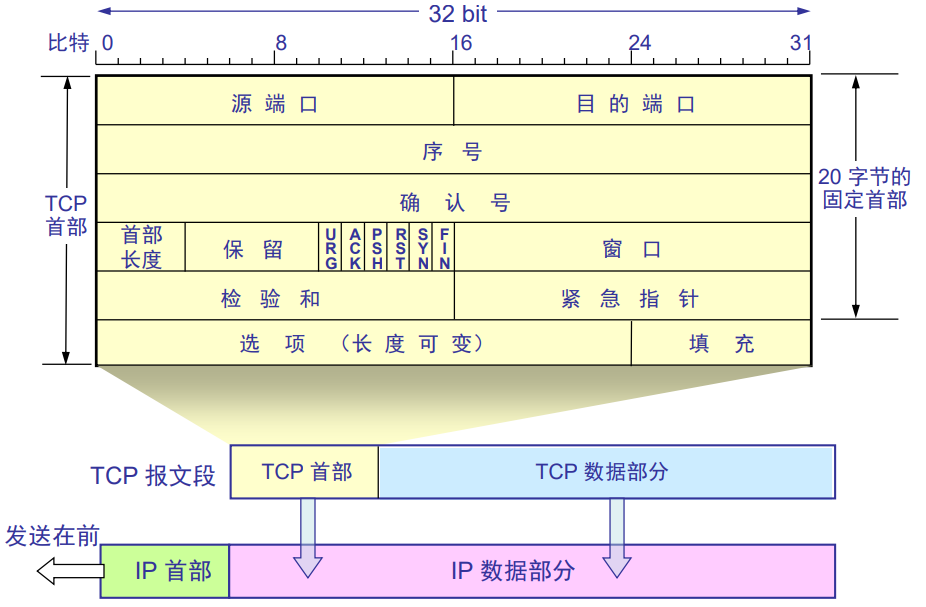 32 bit
比特 0 8 16 24 31
源 端 口 目 的 端 口
序 号
TCP
首部
确 认 号
20 字节的
固定首部
首部
长度
保 留
URG
ACK
PSH
RST
SYN
FIN
窗 口
检 验 和 紧 急 指 针
选 项 (长 度 可 变) 填 充
TCP 报文段 TCP 首部 TCP 数据部分
发送在前
IP 首部 IP 数据部分